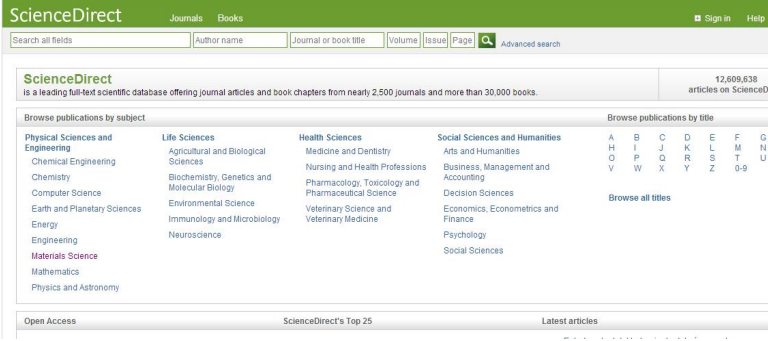 ScienceDirect Journals Books Sign in Help
Search all fields Author name Journal or book title Volume Issue Page Advanced search
ScienceDirect
is a leading full-text scientific database offering journal articles and book chapters from nearly 2,500 journals and more than 30,000 books.
12,609,638
articles on ScienceD
Browse publications by subject
Physical Sciences and
Engineering
Chemical Engineering
Chemistry
Computer Science
Earth and Planetary Sciences
Energy
Engineering
Materials Science
Mathematics
Physics and Astronomy
Life Sciences
Agricultural and Biological
Sciences
Biochemistry, Genetics and
Molecular Biology
Environmental Science
Immunology and Microbiology
Neuroscience
Health Sciences
Medicine and Dentistry
Nursing and Health Professions
Pharmacology, Toxicology and
Pharmaceutical Science
Veterinary Science and
Veterinary Medicine
Social Sciences and Humanities
Arts and Humanities
Business, Management and
Accounting
Decision Sciences
Economics, Econometrics and
Finance
Psychology
Social Sciences
Browse publications by title
A B C D E F G
H I J K L M N
O P Q R S T U
V W X Y Z 0-9
Browse all titles
Open Access ScienceDirect's Top 25 Latest articles